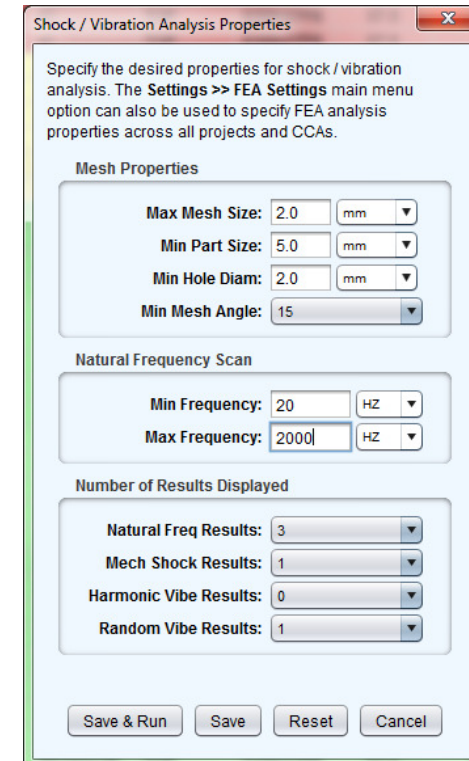 Shock / Vibration Analysis Properties
Specify the desired properties for shock / vibration
analysis. The Settings >> FEA Settings main menu
option can also be used to specify FEA analysis
properties across all projects and CCAs.
Mesh Properties
Max Mesh Size: 2.0 mm
Min Part Size: 5.0 mm
Min Hole Diam: 2.0 mm
Min Mesh Angle: 15
Natural Frequency Scan
Min Frequency: 20 HZ
Max Frequency: 2000 HZ
Number of Results Displayed
Natural Freq Results: 3
Mech Shock Results: 1
Harmonic Vibe Results: 0
Random Vibe Results: 1
Save & Run Save Reset Cancel